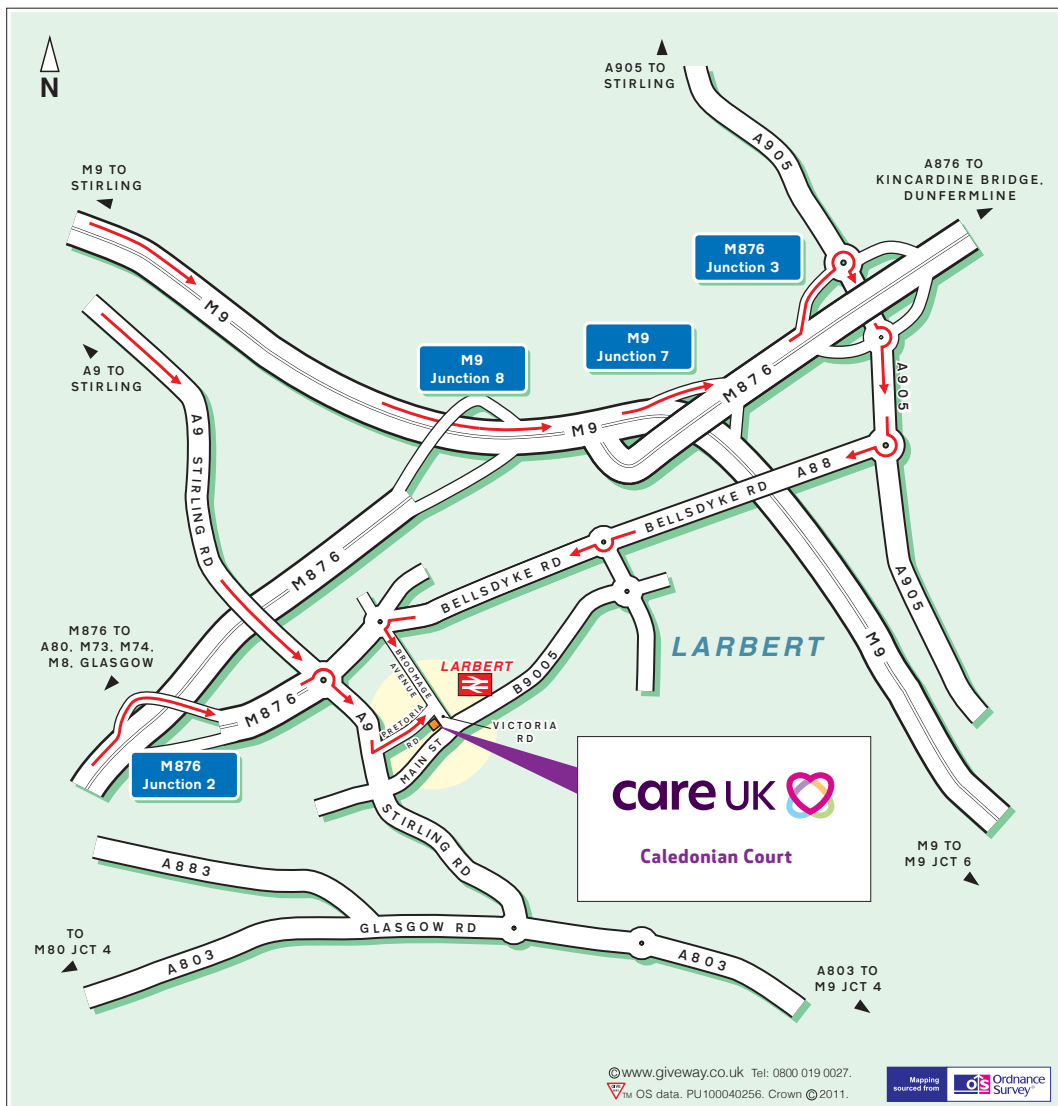 N
A905 TO
STIRLING
M9 TO
STIRLING
A905
A876 TO
KINCARDINE BRIDGE,
DUNFERMLINE
M876
Junction 3
M9
M9
Junction 7
M9
Junction 8
A9 TO
STIRLING
M876
A905
M9
A9 STIRLING RD
BELLSDYKE RD A88
M876
BELLSDYKE RD
A905
M876 TO
A80, M73, M74,
M8, GLASGOW
LARBERT
M9
BROOMAGE
AVENUE
LARBERT
B9005
M876
A9
PRETORIA
RD
VICTORIA
RD
MAIN ST
M876
Junction 2
care UK
Caledonian Court
STIRLING RD
M9 TO
M9 JCT 6
A883
GLASGOW RD
TO
M80 JCT 4
A803
A803
A803 TO
M9 JCT 4
© www.giveway.co.uk Tel: 0800 019 0027.
GIVE TM OS data. PU100040256. Crown © 2011.
Mapping
sourced from
OS Ordnance
Survey®